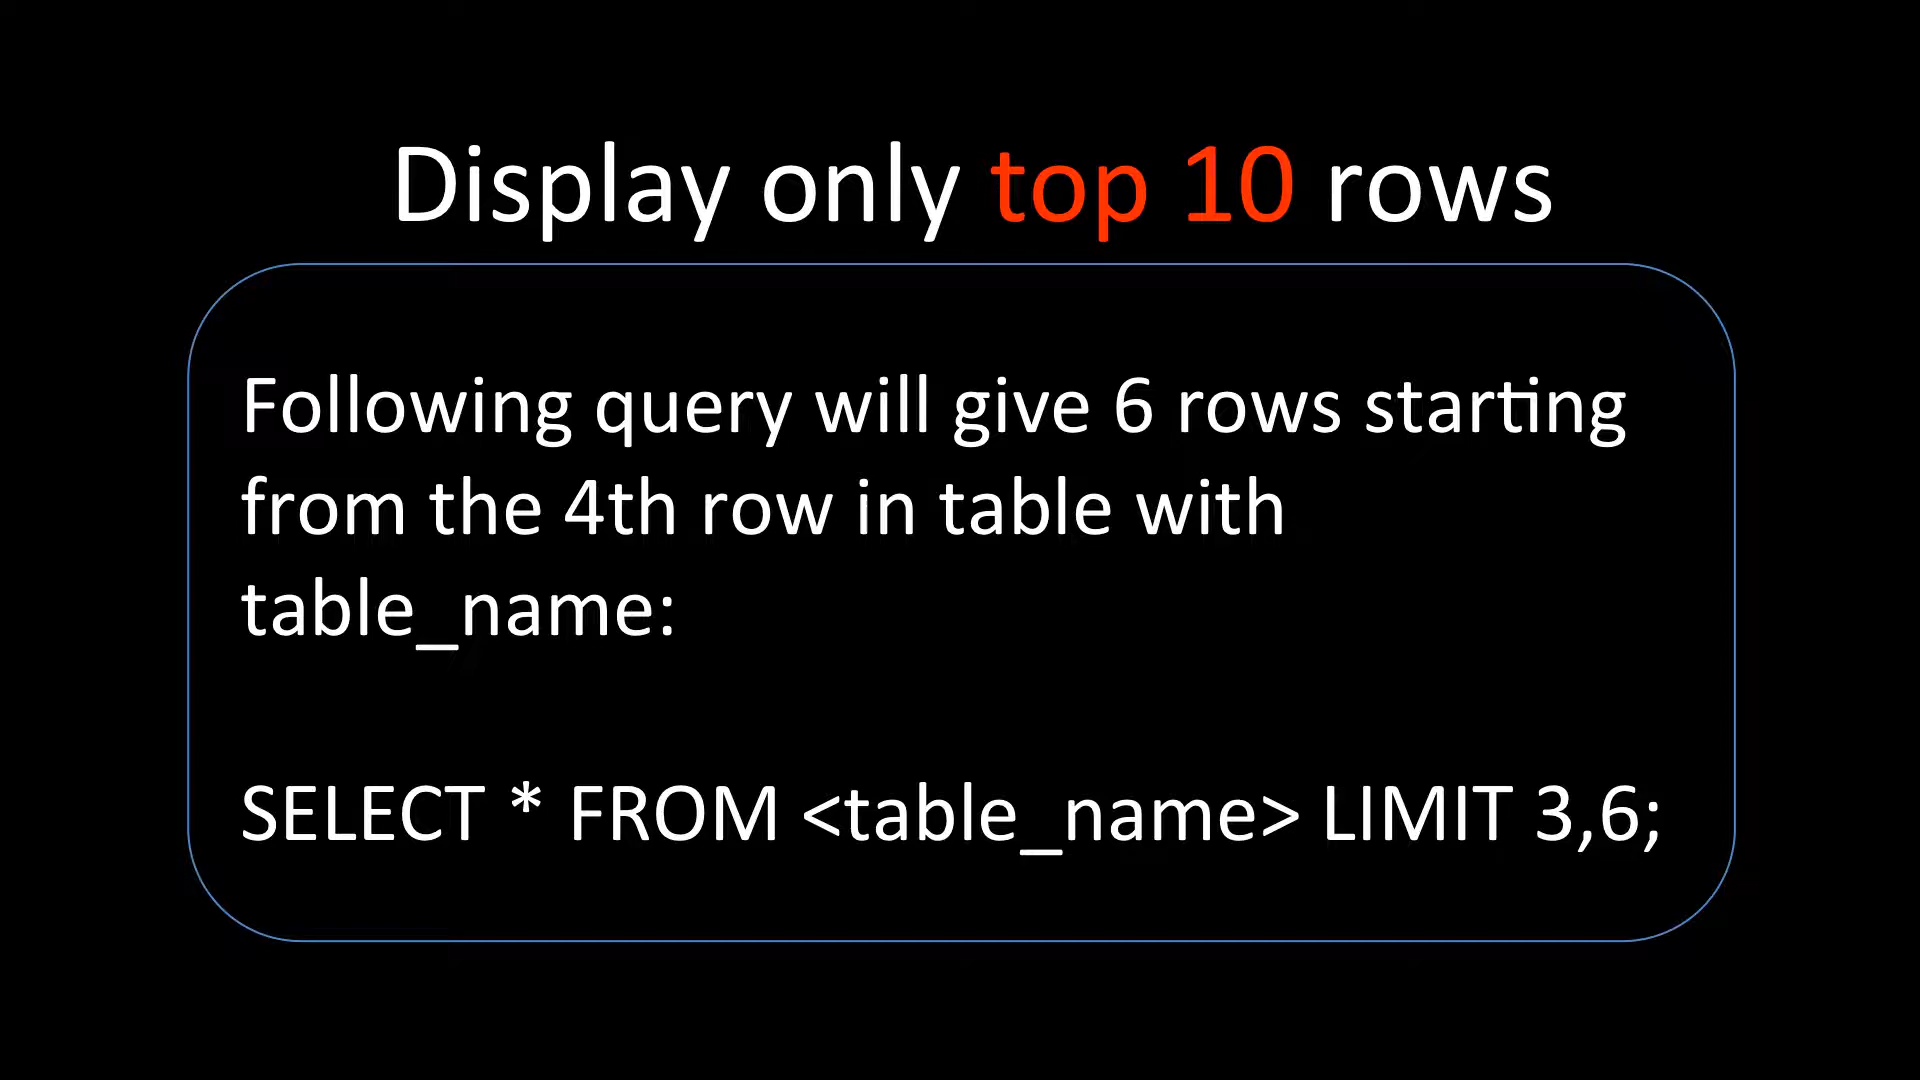 Display only top 10 rows
Following query will give 6 rows starting
from the 4th row in table with
table_name:
SELECT * FROM <table_name> LIMIT 3,6;